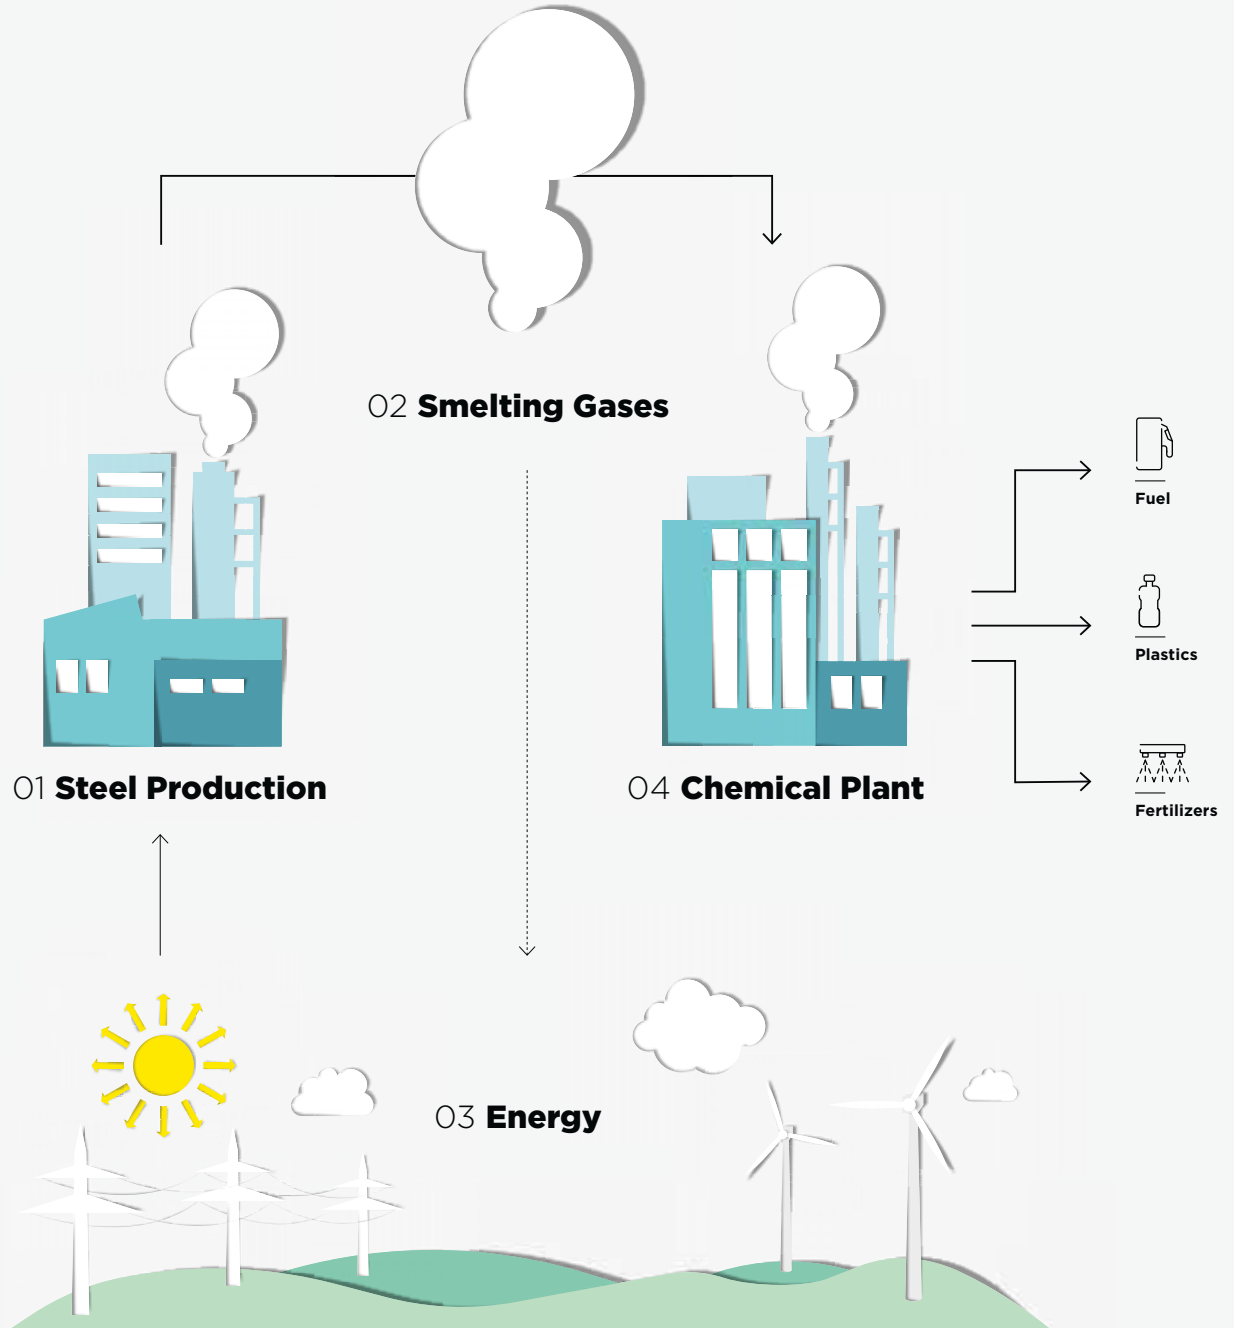 02 Smelting Gases
Fuel
Plastics
01 Steel Production
04 Chemical Plant
Fertilizers
03 Energy